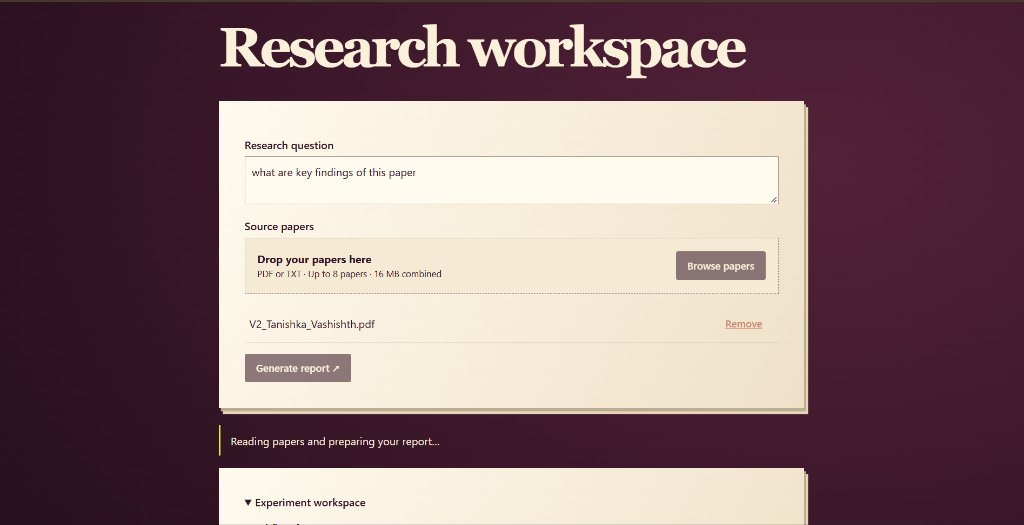 Research workspace
Research question
what are key findings of this paper
Source papers
Drop your papers here
PDF or TXT · Up to 8 papers · 16 MB combined
Browse papers
V2_Tanishka_Vashishth.pdf
Remove
Generate report ↗
Reading papers and preparing your report...
▼ Experiment workspace